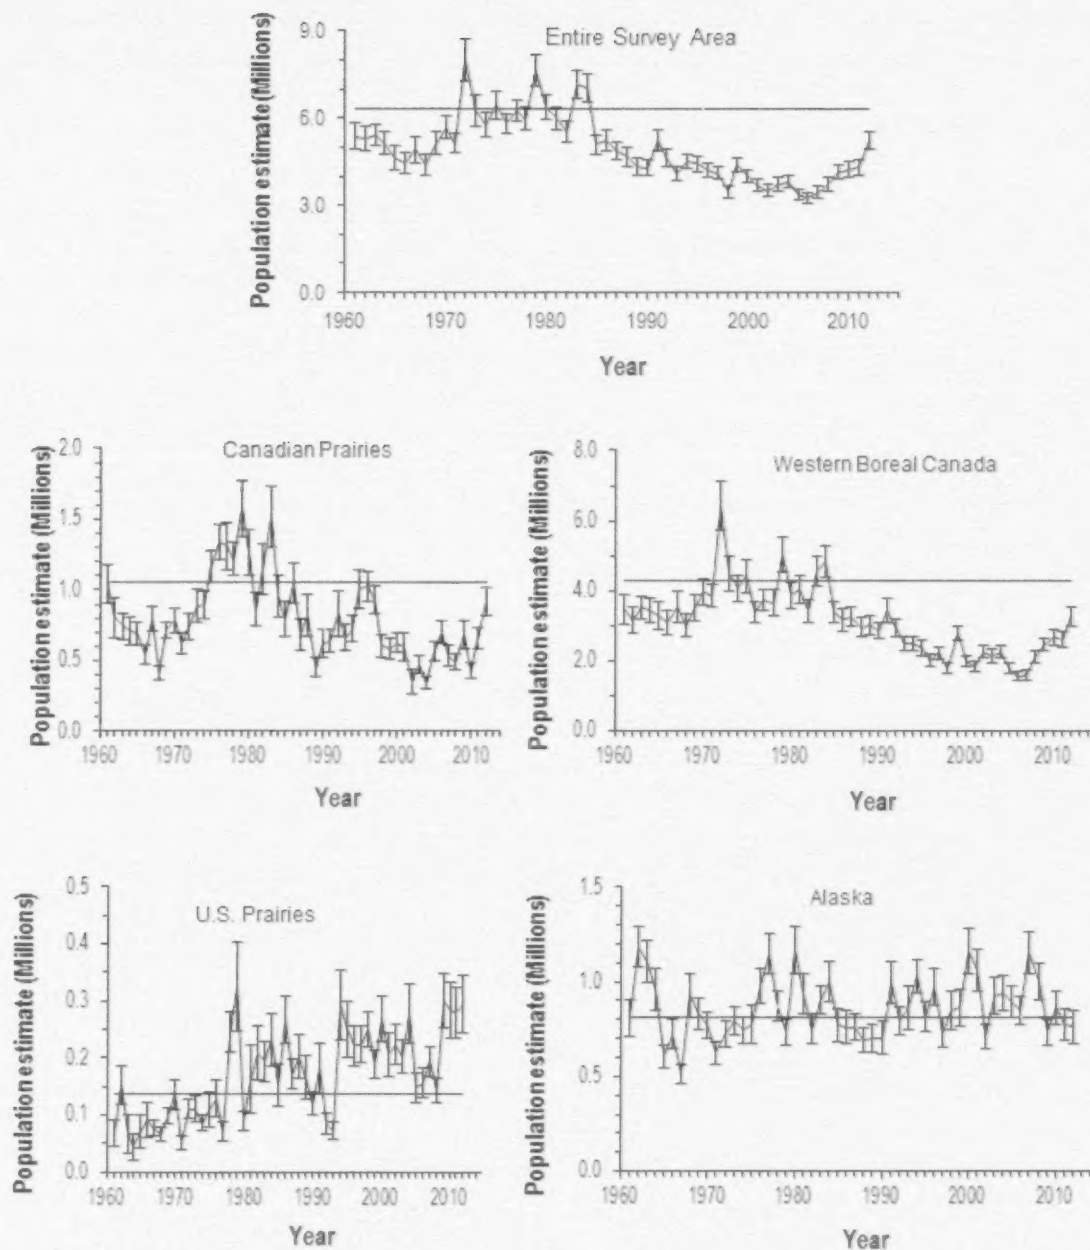 Entire Survey Area
Population estimate (Millions)
9.0
6.0
3.0
0.0
1960 1970 1980 1990 2000 2010
Year
Canadian Prairies
Population estimate (Millions)
2.0
1.5
1.0
0.5
0.0
1960 1970 1980 1990 2000 2010
Year
Western Boreal Canada
Population estimate (Millions)
8.0
6.0
4.0
2.0
0.0
1960 1970 1980 1990 2000 2010
Year
U.S. Prairies
Population estimate (Millions)
0.5
0.4
0.3
0.2
0.1
0.0
1960 1970 1980 1990 2000 2010
Year
Alaska
Population estimate (Millions)
1.5
1.0
0.5
0.0
1960 1970 1980 1990 2000 2010
Year